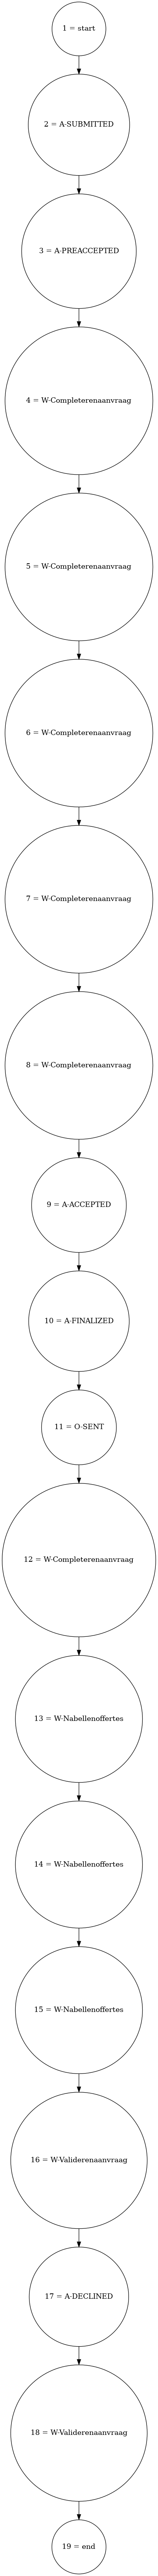 1 = start
2 = A-SUBMITTED
3 = A-PREACCEPTED
4 = W-Completerenaanvraag
5 = W-Completerenaanvraag
6 = W-Completerenaanvraag
7 = W-Completerenaanvraag
8 = W-Completerenaanvraag
9 = A-ACCEPTED
10 = A-FINALIZED
11 = O-SENT
12 = W-Completerenaanvraag
13 = W-Nabellenoffertes
14 = W-Nabellenoffertes
15 = W-Nabellenoffertes
16 = W-Validerenaanvraag
17 = A-DECLINED
18 = W-Validerenaanvraag
19 = end